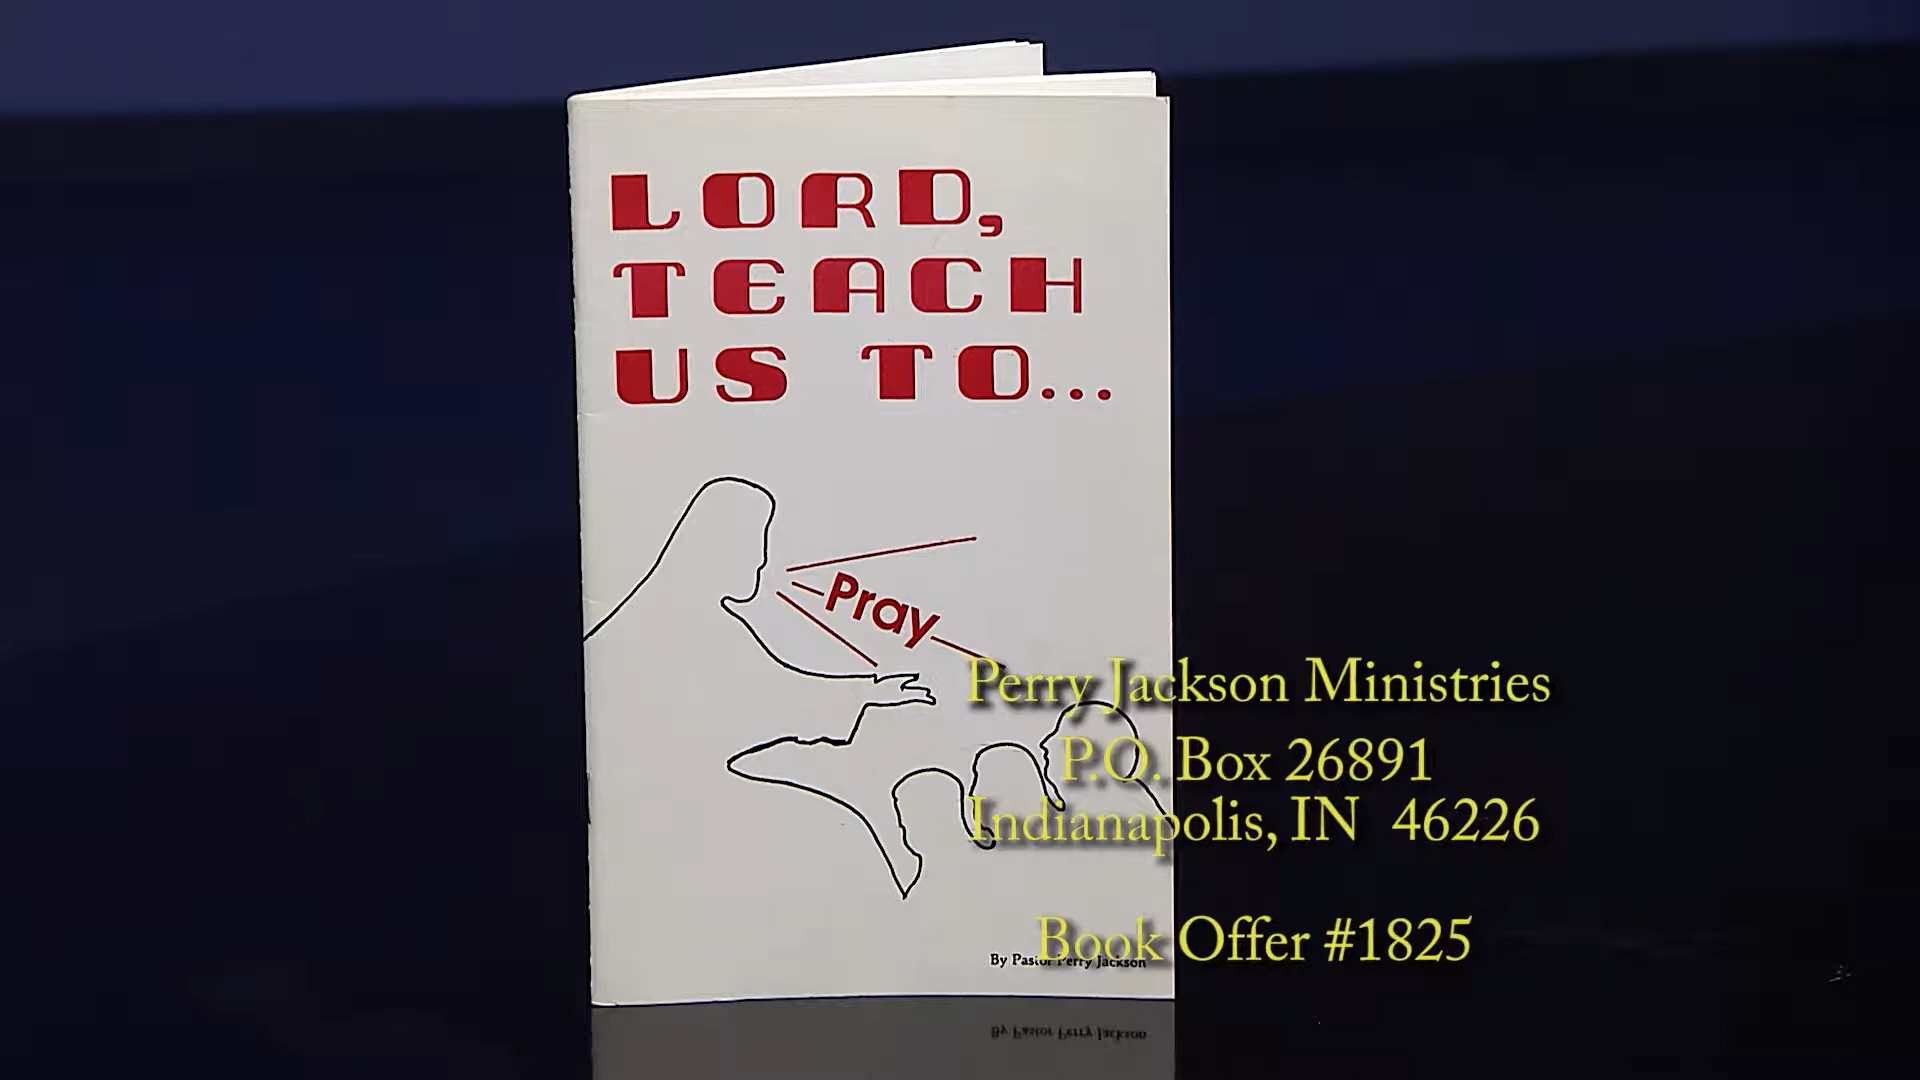 LORD,
TEACH
US TO...
Pray
Perry Jackson Ministries
P.O. Box 26891
Indianapolis, IN 46226
Book Offer #1825
By Pastor Perry Jackson